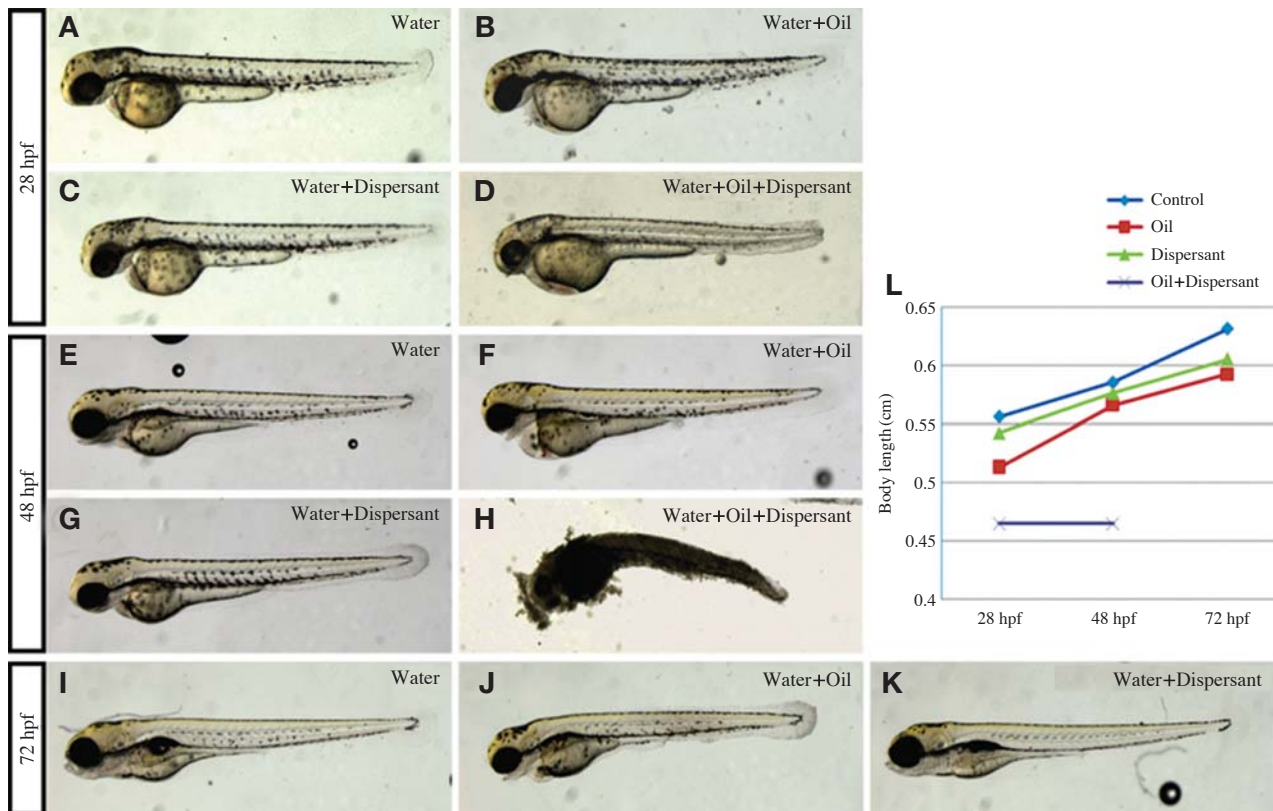 A
Water
B
Water+Oil
28 hpf
C
Water+Dispersant
D
Water+Oil+Dispersant
E
Water
F
Water+Oil
48 hpf
G
Water+Dispersant
H
Water+Oil+Dispersant
I
Water
J
Water+Oil
K
Water+Dispersant
72 hpf
L
Control
Oil
Dispersant
Oil+Dispersant
Body length (cm)
0.65
0.6
0.55
0.5
0.45
0.4
28 hpf
48 hpf
72 hpf